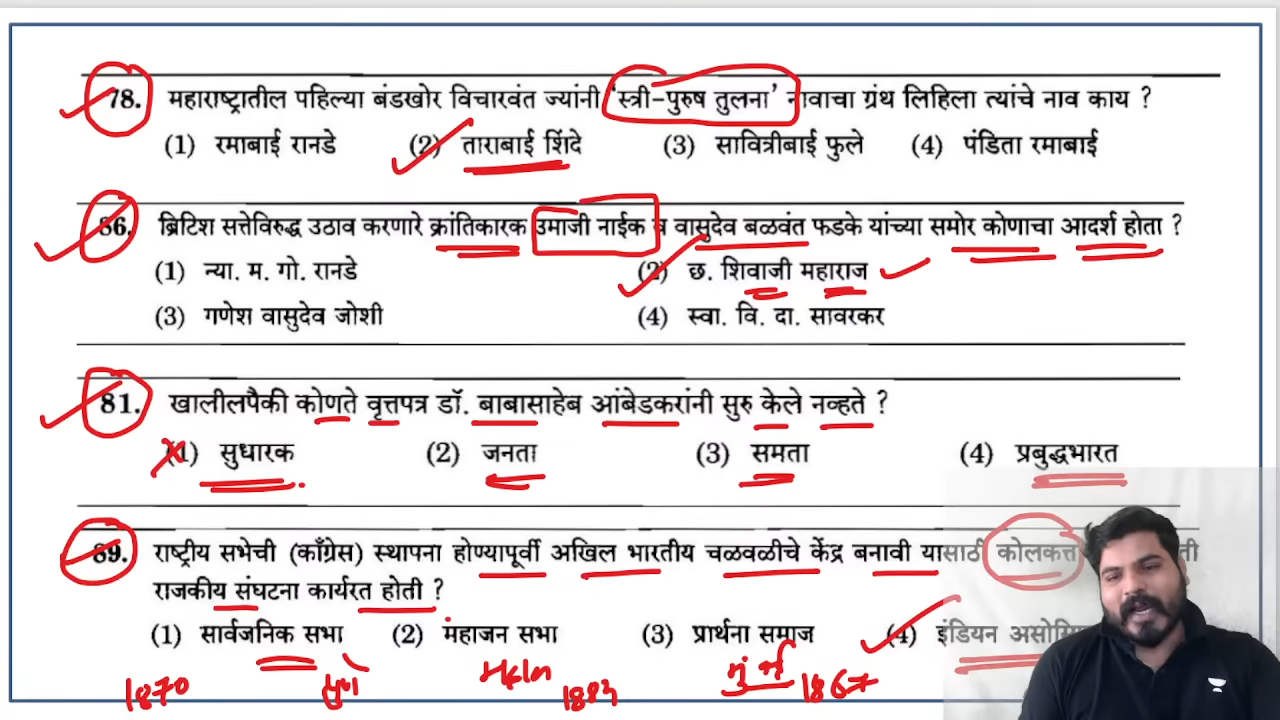 78. महाराष्ट्रातील पहिल्या बंडखोर विचारवंत ज्यांनी 'स्त्री-पुरुष तुलना' नावाचा ग्रंथ लिहिला त्यांचे नाव काय ?
(1) रमाबाई रानडे (2) ताराबाई शिंदे (3) सावित्रीबाई फुले (4) पंडिता रमाबाई
86. ब्रिटिश सत्तेविरुद्ध उठाव करणारे क्रांतिकारक उमाजी नाईक व वासुदेव बळवंत फडके यांच्या समोर कोणाचा आदर्श होता ?
(1) न्या. म. गो. रानडे (2) छ. शिवाजी महाराज
(3) गणेश वासुदेव जोशी (4) स्वा. वि. दा. सावरकर
81. खालीलपैकी कोणते वृत्तपत्र डॉ. बाबासाहेब आंबेडकरांनी सुरु केले नव्हते ?
(1) सुधारक (2) जनता (3) समता (4) प्रबुद्धभारत
89. राष्ट्रीय सभेची (काँग्रेस) स्थापना होण्यापूर्वी अखिल भारतीय चळवळीचे केंद्र बनावी यासाठी
राजकीय संघटना कार्यरत होती ?
(1) सार्वजनिक सभा (2) महाजन सभा (3) प्रार्थना समाज (4) इंडियन
1870 पुणे 1867